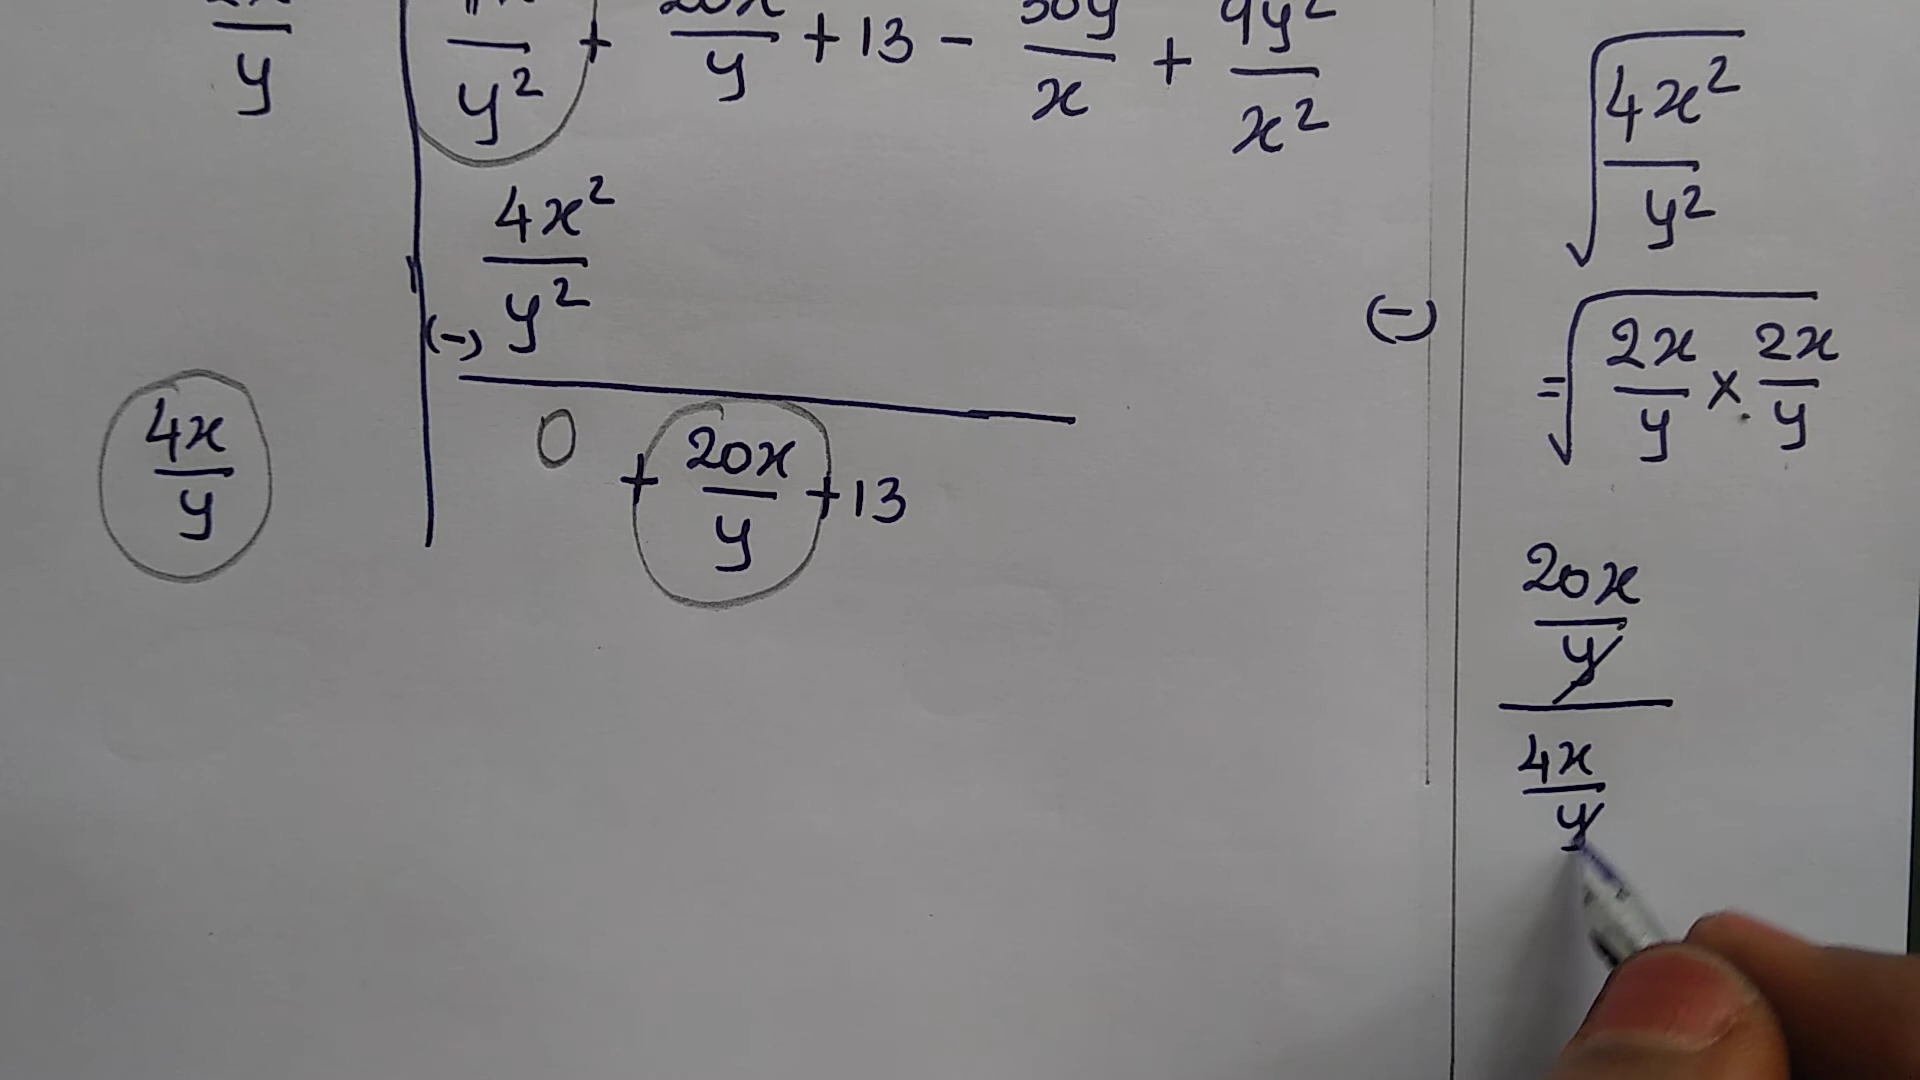 2x/y | 4x²/y² + 20x/y + 13 - 30y/x + 9y²/x²
4x²/y²
(-) (-)
4x/y | 0 + 20x/y + 13
√(4x²/y²)
= √(2x/y × 2x/y)
20x/y
4x/y